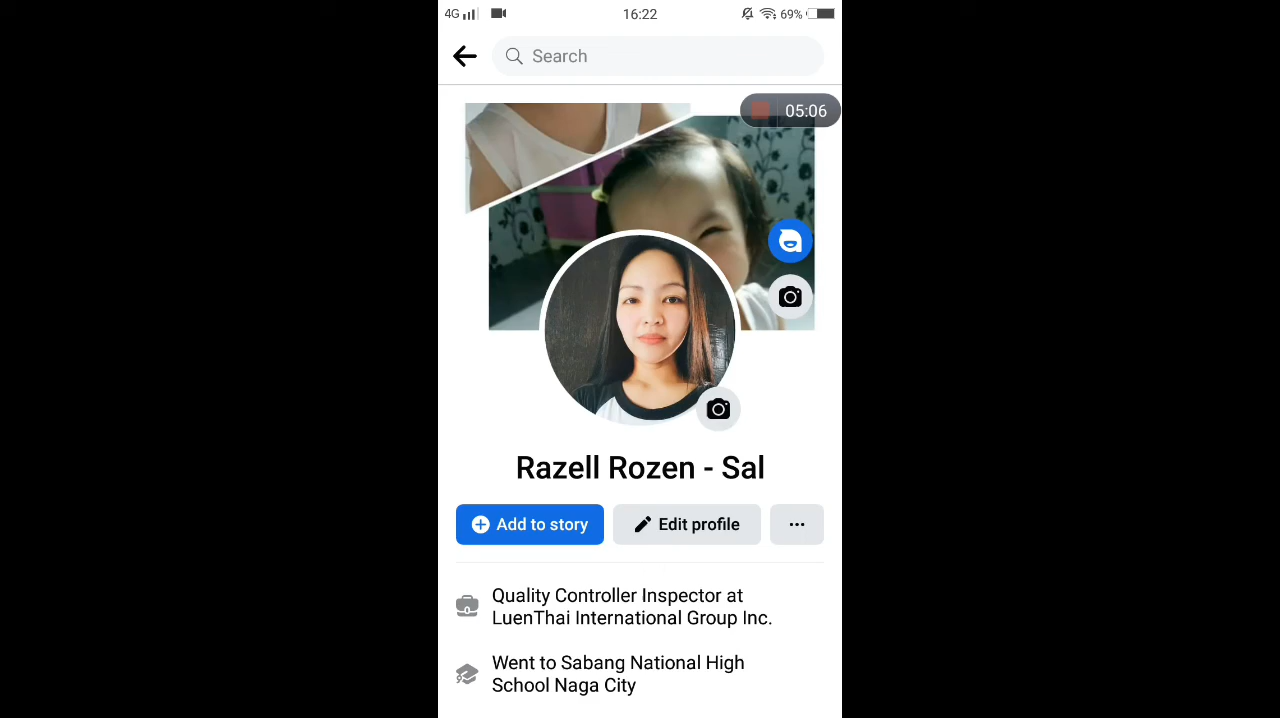 4G 16:22 69%
Search
05:06
Razell Rozen - Sal
Add to story Edit profile ...
Quality Controller Inspector at
LuenThai International Group Inc.
Went to Sabang National High
School Naga City